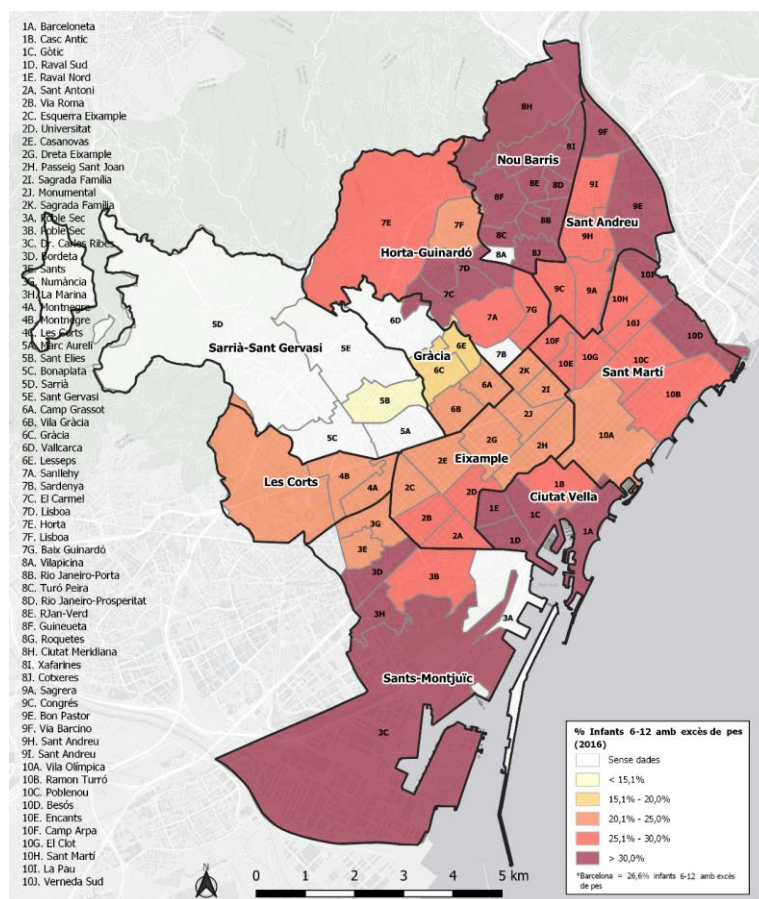 1A. Barceloneta
1B. Casc Antic
1C. Gòtic
1D. Raval Sud
1E. Raval Nord
2A. Sant Antoni
2B. Via Roma
2C. Esquerra Eixample
2D. Universitat
2E. Casanovas
2G. Dreta Eixample
2H. Passeig Sant Joan
2I. Sagrada Família
2J. Monumental
2K. Sagrada Família
3A. Poble Sec
3B. Poble Sec
3C. Dr. Carles Ribes
3D. Bordeta
3E. Sants
3G. Numància
3H. La Marina
4A. Montnegre
4B. Montnegre
4C. Les Corts
5A. Marc Aureli
5B. Sant Elies
5C. Bonaplata
5D. Sarrià
5E. Sant Gervasi
6A. Camp Grassot
6B. Vila Gràcia
6C. Gràcia
6D. Vallcarca
6E. Lesseps
7A. Sanllehy
7B. Sardenya
7C. El Carmel
7D. Lisboa
7E. Horta
7F. Lisboa
7G. Baix Guinardó
8A. Vilapicina
8B. Rio Janeiro-Porta
8C. Turó Peira
8D. Rio Janeiro-Prosperitat
8E. RJan-Verd
8F. Guineueta
8G. Roquetes
8H. Ciutat Meridiana
8I. Xafarines
8J. Cotxeres
9A. Sagrera
9C. Congrés
9E. Bon Pastor
9F. Via Barcino
9H. Sant Andreu
9I. Sant Andreu
10A. Vila Olímpica
10B. Ramon Turró
10C. Poblenou
10D. Besós
10E. Encants
10F. Camp Arpa
10G. El Clot
10H. Sant Martí
10I. La Pau
10J. Verneda Sud
8H
9F
8I
Nou Barris
8E
8D
9I
9E
8F
8B
Sant Andreu
7E
7F
8C
9H
8J
8A
Horta-Guinardó
7D
10I
7C
9C
9A
10H
5D
6D
7A
7G
10J
10D
Sarrià-Sant Gervasi
5E
6E
10F
Gràcia
7B
10G
10C
6C
10E
Sant Martí
2K
5B
6A
2I
10B
6B
2J
10A
5C
5A
2G
2H
2E
Eixample
4B
Les Corts
4A
2C
2D
1B
Ciutat Vella
3G
2B
1E
1C
2A
1A
3E
1D
3D
3B
3H
3A
Sants-Montjuïc
3C
% Infants 6-12 amb excès de pes
(2016)
Sense dades
< 15,1%
15,1% - 20,0%
20,1% - 25,0%
25,1% - 30,0%
> 30,0%
*Barcelona = 26,6% infants 6-12 amb excès
de pes
N
0 1 2 3 4 5 km